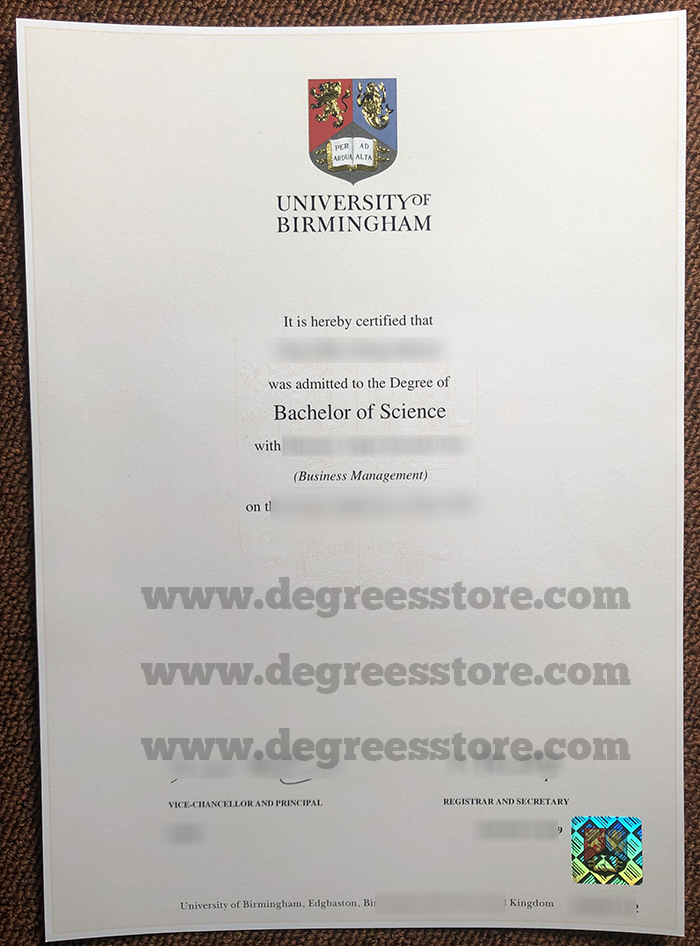 PER AD
ARDUA ALTA
UNIVERSITY OF
BIRMINGHAM
It is hereby certified that
was admitted to the Degree of
Bachelor of Science
with
(Business Management)
on
www.degreesstore.com
www.degreesstore.com
www.degreesstore.com
VICE-CHANCELLOR AND PRINCIPAL
REGISTRAR AND SECRETARY
9
University of Birmingham, Edgbaston, Kingdom
2